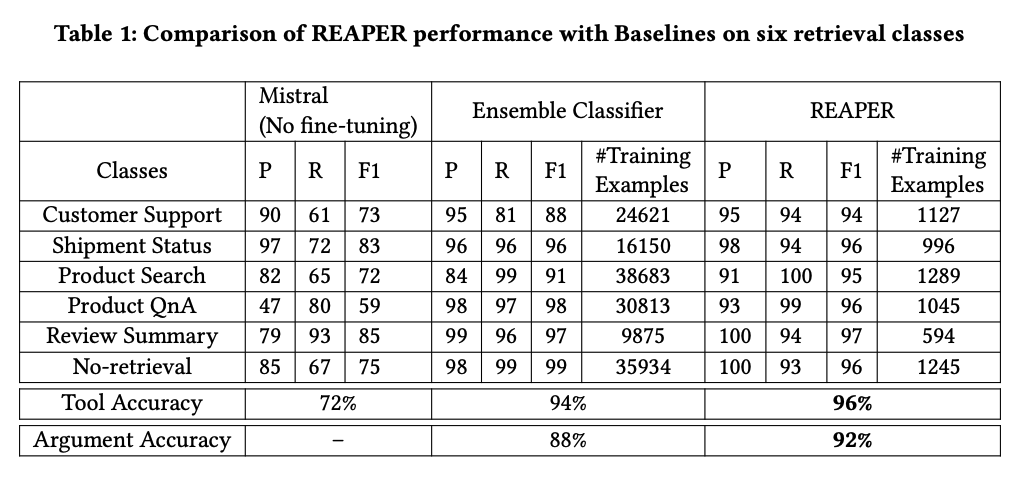 Table 1: Comparison of REAPER performance with Baselines on six retrieval classes
Mistral
(No fine-tuning) Ensemble Classifier REAPER
Classes P R F1 P R F1 #Training Examples P R F1 #Training Examples
Customer Support 90 61 73 95 81 88 24621 95 94 94 1127
Shipment Status 97 72 83 96 96 96 16150 98 94 96 996
Product Search 82 65 72 84 99 91 38683 91 100 95 1289
Product QnA 47 80 59 98 97 98 30813 93 99 96 1045
Review Summary 79 93 85 99 96 97 9875 100 94 97 594
No-retrieval 85 67 75 98 99 99 35934 100 93 96 1245
Tool Accuracy 72% 94% 96%
Argument Accuracy – 88% 92%